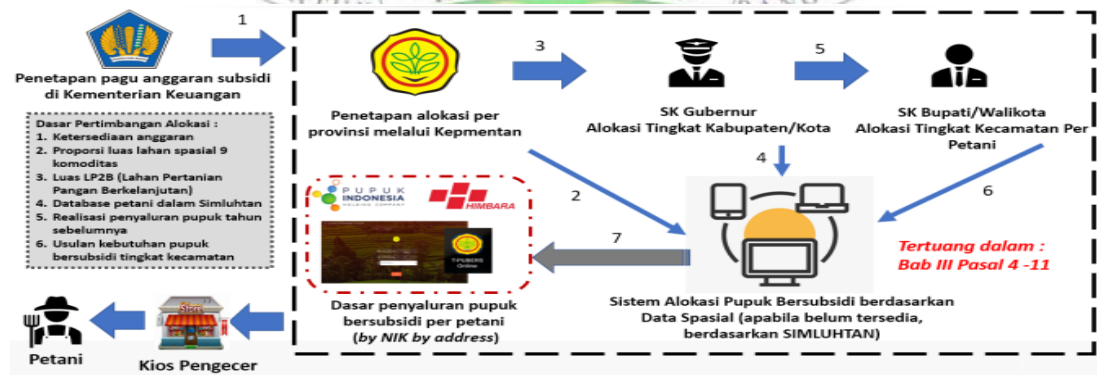 1
Penetapan pagu anggaran subsidi
di Kementerian Keuangan
Dasar Pertimbangan Alokasi :
1. Ketersediaan anggaran
2. Proporsi luas lahan spasial 9
komoditas
3. Luas LP2B (Lahan Pertanian
Pangan Berkelanjutan)
4. Database petani dalam Simluhtan
5. Realisasi penyaluran pupuk tahun
sebelumnya
6. Usulan kebutuhan pupuk
bersubsidi tingkat kecamatan
Penetapan alokasi per
provinsi melalui Kepmentan
3
SK Gubernur
Alokasi Tingkat Kabupaten/Kota
5
SK Bupati/Walikota
Alokasi Tingkat Kecamatan Per
Petani
2
4
6
PUPUK
INDONESIA
HOLDING COMPANY
HIMBARA
T-PUBERS
Online
7
Tertuang dalam :
Bab III Pasal 4 -11
Dasar penyaluran pupuk
bersubsidi per petani
(by NIK by address)
Sistem Alokasi Pupuk Bersubsidi berdasarkan
Data Spasial (apabila belum tersedia,
berdasarkan SIMLUHTAN)
Store
Petani
Kios Pengecer